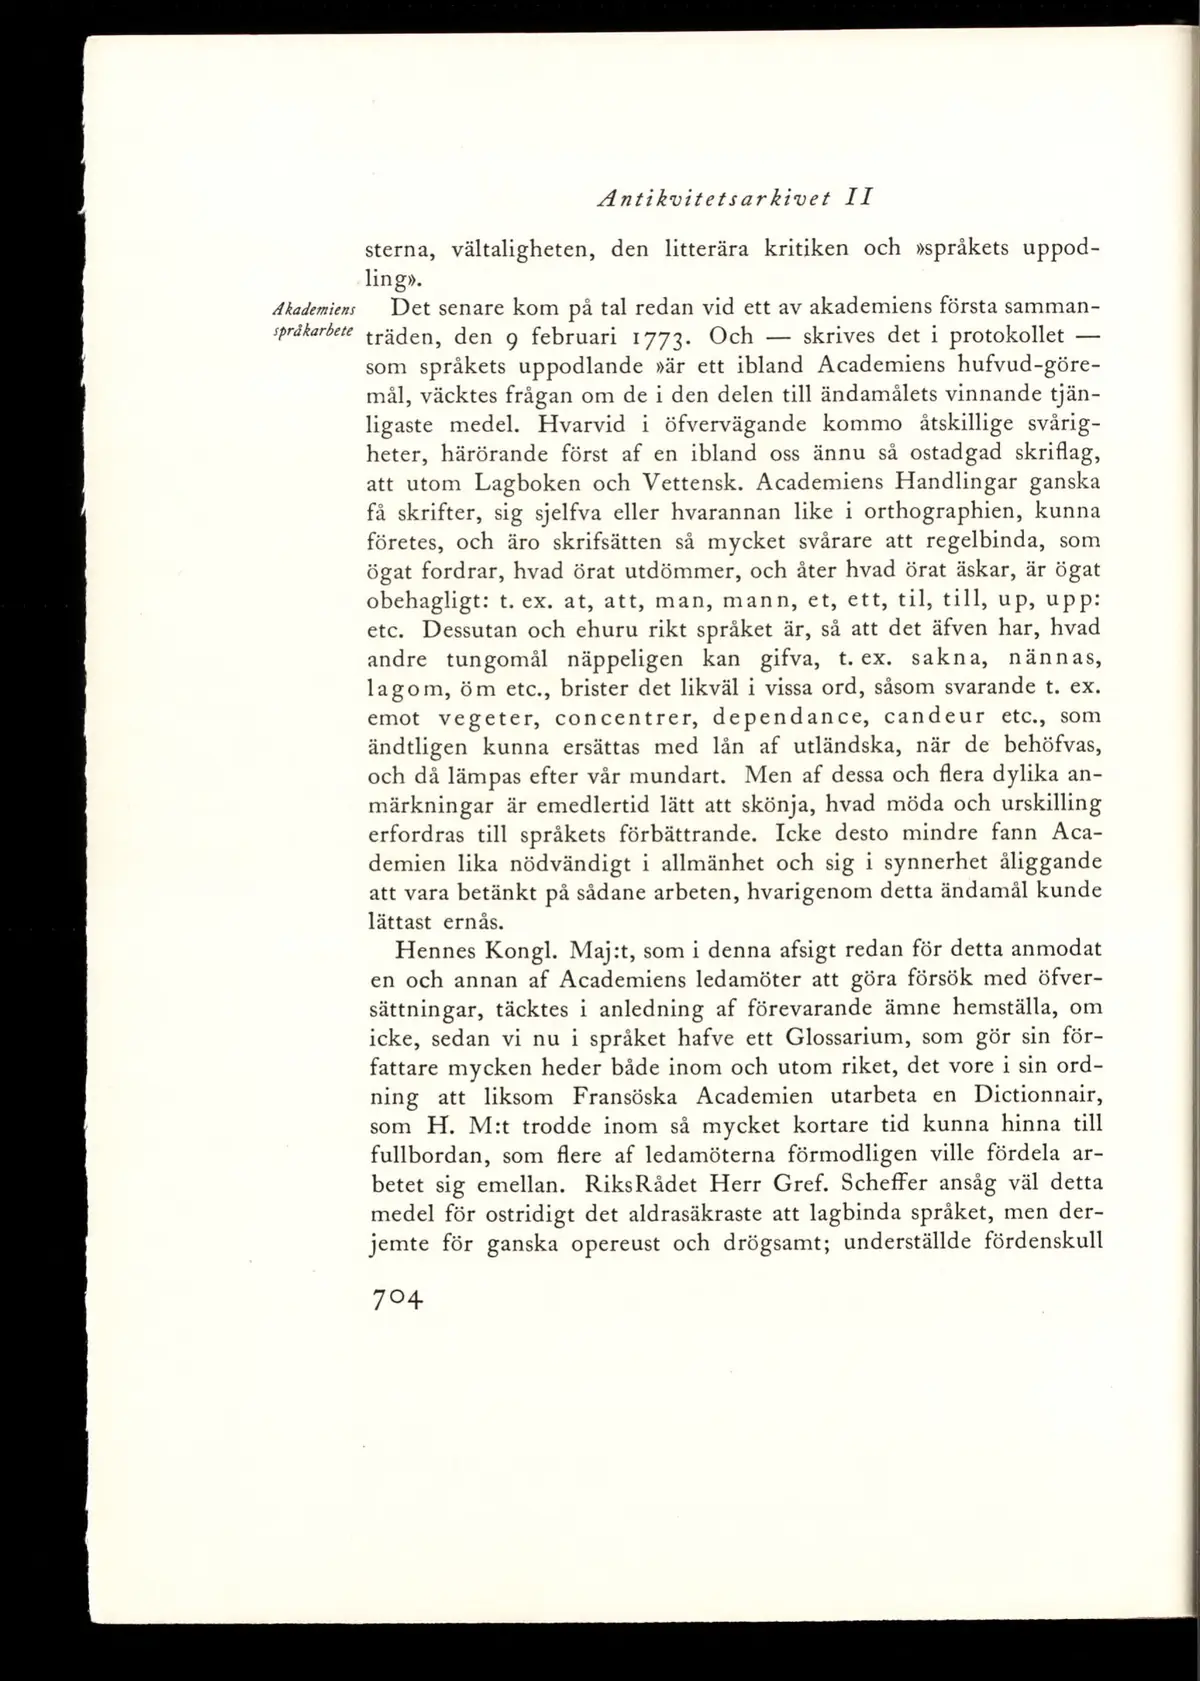 Antikvitetsarkivet II
sterna, vältaligheten, den litterära kritiken och »språkets uppod-
ling».
Akademiens
språkarbete
Det senare kom på tal redan vid ett av akademiens första samman-
träden, den 9 februari 1773. Och — skrives det i protokollet —
som språkets uppodlande »är ett ibland Academiens hufvud-göre-
mål, väcktes frågan om de i den delen till ändamålets vinnande tjän-
ligaste medel. Hvarvid i öfvervägande kommo åtskillige svårig-
heter, härörande först af en ibland oss ännu så ostadgad skriflag,
att utom Lagboken och Vettensk. Academiens Handlingar ganska
få skrifter, sig sjelfva eller hvarannan like i orthographien, kunna
företes, och äro skrifsätten så mycket svårare att regelbinda, som
ögat fordrar, hvad örat utdömmer, och åter hvad örat äskar, är ögat
obehagligt: t. ex. at, att, man, mann, et, ett, til, till, up, upp:
etc. Dessutan och ehuru rikt språket är, så att det äfven har, hvad
andre tungomål näppeligen kan gifva, t. ex. sakna, nännas,
lagom, öm etc., brister det likväl i vissa ord, såsom svarande t. ex.
emot vegeter, concentrer, dependance, candeur etc., som
ändtligen kunna ersättas med lån af utländska, när de behöfvas,
och då lämpas efter vår mundart. Men af dessa och flera dylika an-
märkningar är emedlertid lätt att skönja, hvad möda och urskilling
erfordras till språkets förbättrande. Icke desto mindre fann Aca-
demien lika nödvändigt i allmänhet och sig i synnerhet åliggande
att vara betänkt på sådane arbeten, hvarigenom detta ändamål kunde
lättast ernås.
Hennes Kongl. Maj:t, som i denna afsigt redan för detta anmodat
en och annan af Academiens ledamöter att göra försök med öfver-
sättningar, täcktes i anledning af förevarande ämne hemställa, om
icke, sedan vi nu i språket hafve ett Glossarium, som gör sin för-
fattare mycken heder både inom och utom riket, det vore i sin ord-
ning att liksom Fransöska Academien utarbeta en Dictionnair,
som H. M:t trodde inom så mycket kortare tid kunna hinna till
fullbordan, som flere af ledamöterna förmodligen ville fördela ar-
betet sig emellan. RiksRådet Herr Gref. Scheffer ansåg väl detta
medel för ostridigt det aldrasäkraste att lagbinda språket, men der-
jemte för ganska opereust och drögsamt; underställde fördenskull
704